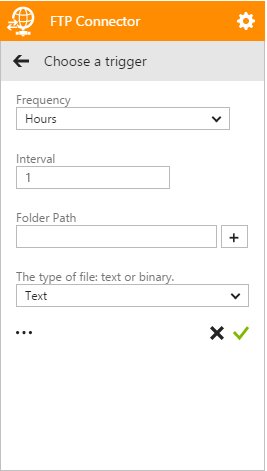 FTP Connector
Choose a trigger
Frequency
Hours
Interval
1
Folder Path
+
The type of file: text or binary.
Text
...